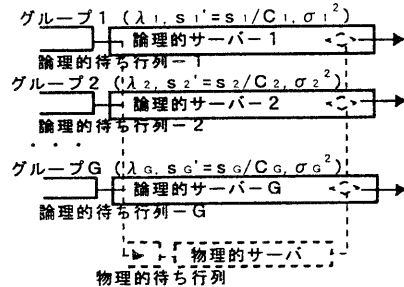 グループ1 (λ₁, s₁'=s₁/C₁, σ₁²)
論理的サーバー1
論理的待ち行列ー1
グループ2 (λ₂, s₂'=s₂/C₂, σ₂²)
論理的サーバー2
論理的待ち行列ー2
・・・
グループG (λG, sG'=sG/CG, σG²)
論理的サーバーG
論理的待ち行列ーG
物理的サーバ
物理的待ち行列